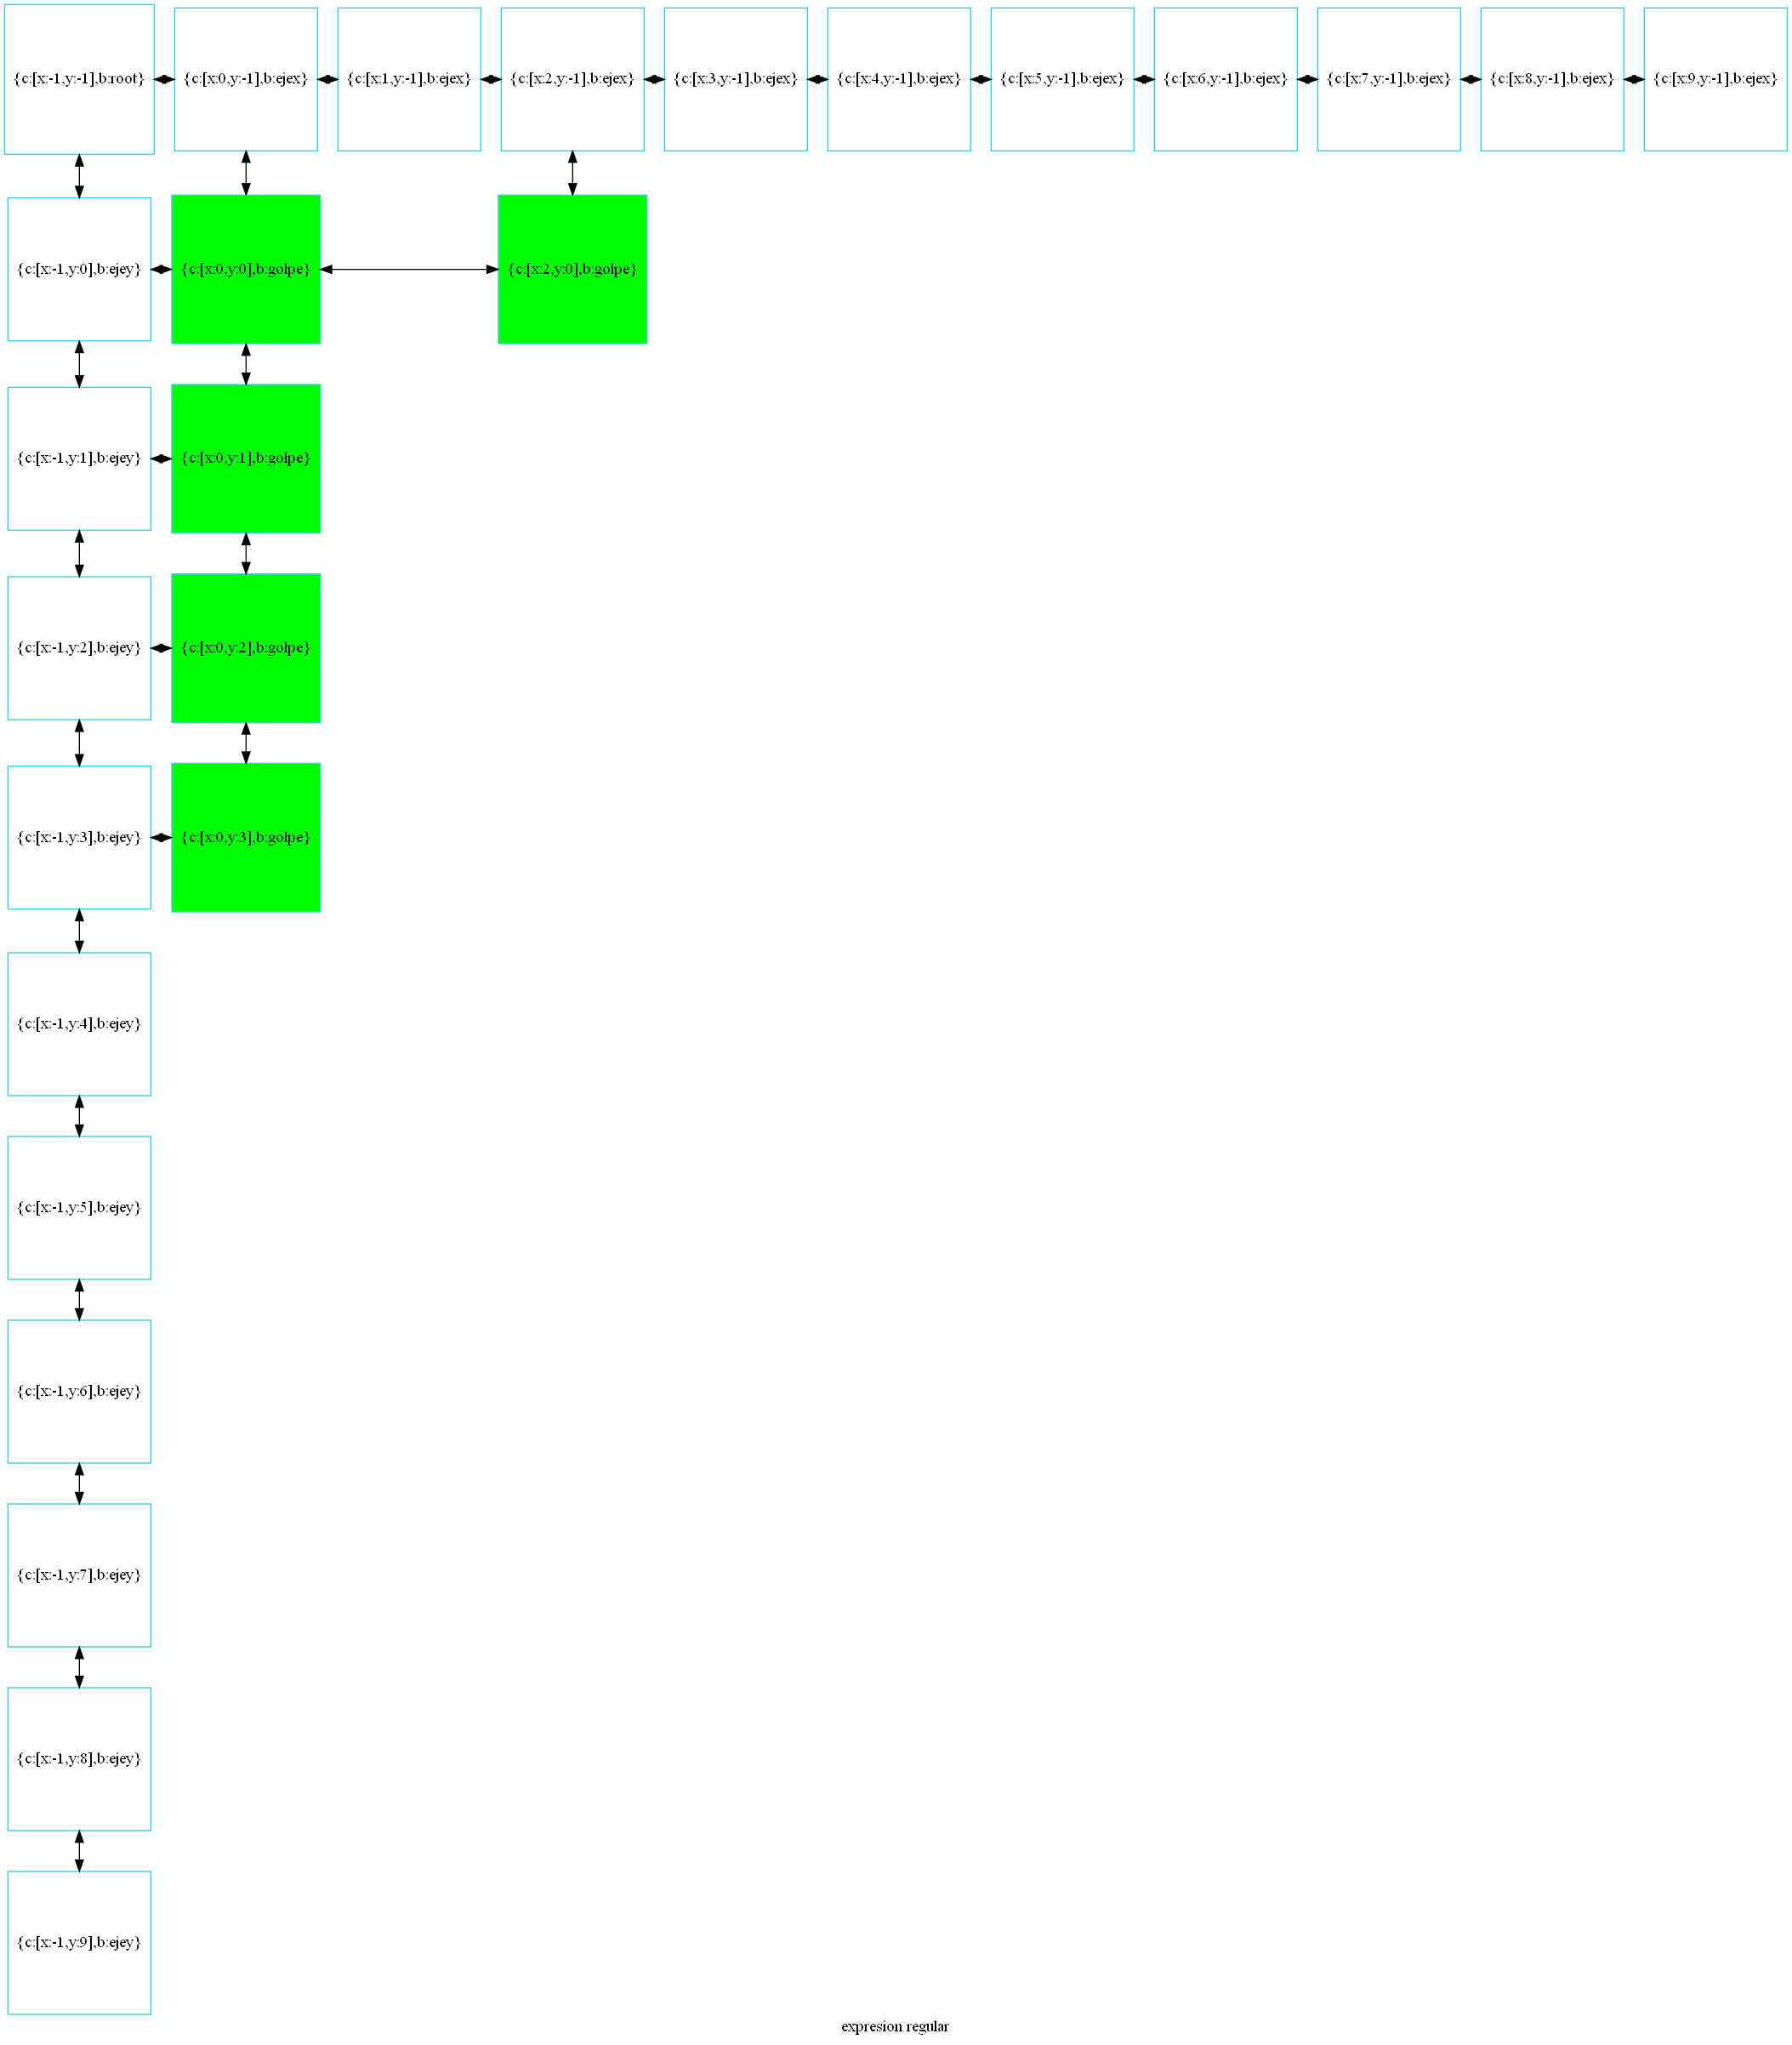 {c:[x:-1,y:-1],b:root} {c:[x:0,y:-1],b:ejex} {c:[x:1,y:-1],b:ejex} {c:[x:2,y:-1],b:ejex} {c:[x:3,y:-1],b:ejex} {c:[x:4,y:-1],b:ejex} {c:[x:5,y:-1],b:ejex} {c:[x:6,y:-1],b:ejex} {c:[x:7,y:-1],b:ejex} {c:[x:8,y:-1],b:ejex} {c:[x:9,y:-1],b:ejex}
{c:[x:-1,y:0],b:ejey} {c:[x:0,y:0],b:golpe} {c:[x:2,y:0],b:golpe}
{c:[x:-1,y:1],b:ejey} {c:[x:0,y:1],b:golpe}
{c:[x:-1,y:2],b:ejey} {c:[x:0,y:2],b:golpe}
{c:[x:-1,y:3],b:ejey} {c:[x:0,y:3],b:golpe}
{c:[x:-1,y:4],b:ejey}
{c:[x:-1,y:5],b:ejey}
{c:[x:-1,y:6],b:ejey}
{c:[x:-1,y:7],b:ejey}
{c:[x:-1,y:8],b:ejey}
{c:[x:-1,y:9],b:ejey}
expresion regular